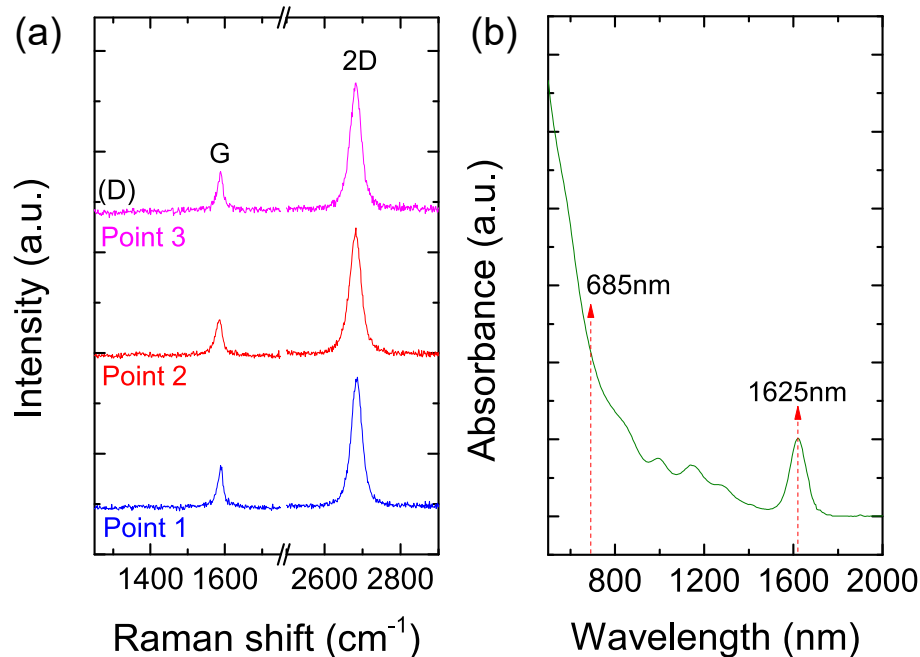 (a)
2D
G
(D)
Point 3
Point 2
Point 1
Intensity (a.u.)
1400 1600 2600 2800
Raman shift (cm⁻¹)
(b)
685nm
1625nm
Absorbance (a.u.)
800 1200 1600 2000
Wavelength (nm)